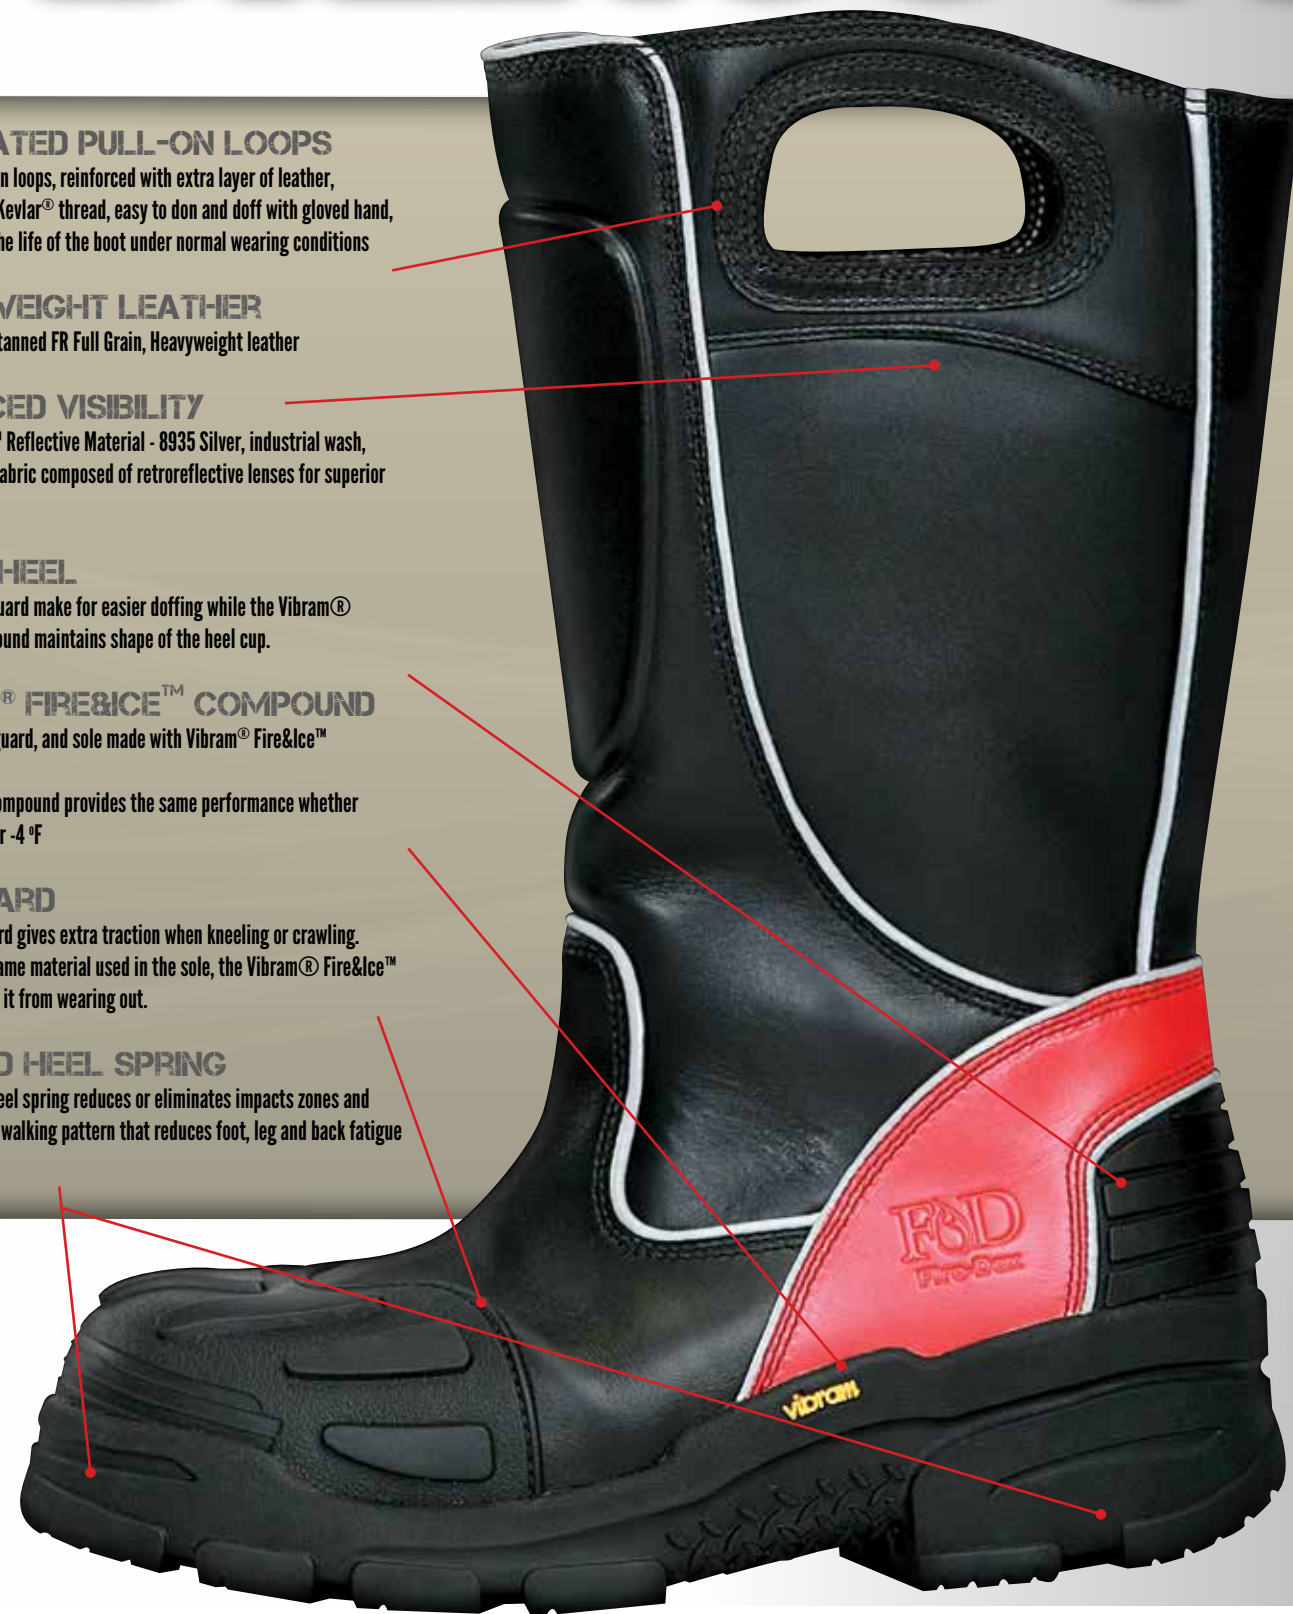 ATED PULL-ON LOOPS
n loops, reinforced with extra layer of leather,
Kevlar® thread, easy to don and doff with gloved hand,
he life of the boot under normal wearing conditions
WEIGHT LEATHER
tanned FR Full Grain, Heavyweight leather
CED VISIBILITY
Reflective Material - 8935 Silver, industrial wash,
abric composed of retroreflective lenses for superior
HEEL
uard make for easier doffing while the Vibram®
ound maintains shape of the heel cup.
® FIRE&ICE™ COMPOUND
guard, and sole made with Vibram® Fire&Ice™
ompound provides the same performance whether
r -4 °F
ARD
rd gives extra traction when kneeling or crawling.
ame material used in the sole, the Vibram® Fire&Ice™
it from wearing out.
D HEEL SPRING
eel spring reduces or eliminates impacts zones and
walking pattern that reduces foot, leg and back fatigue
F&D
Fire-Dex
vibram